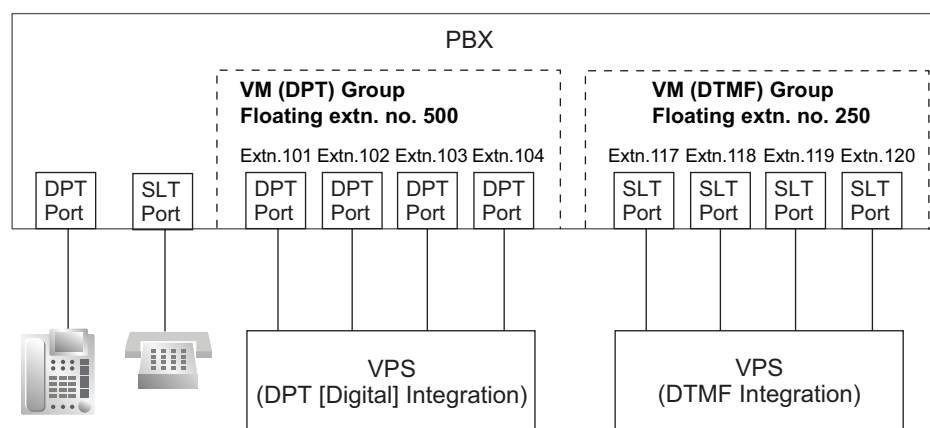 PBX
VM (DPT) Group
Floating extn. no. 500
VM (DTMF) Group
Floating extn. no. 250
Extn.101 Extn.102 Extn.103 Extn.104
Extn.117 Extn.118 Extn.119 Extn.120
DPT
Port
SLT
Port
DPT
Port
DPT
Port
DPT
Port
DPT
Port
SLT
Port
SLT
Port
SLT
Port
SLT
Port
VPS
(DPT [Digital] Integration)
VPS
(DTMF Integration)